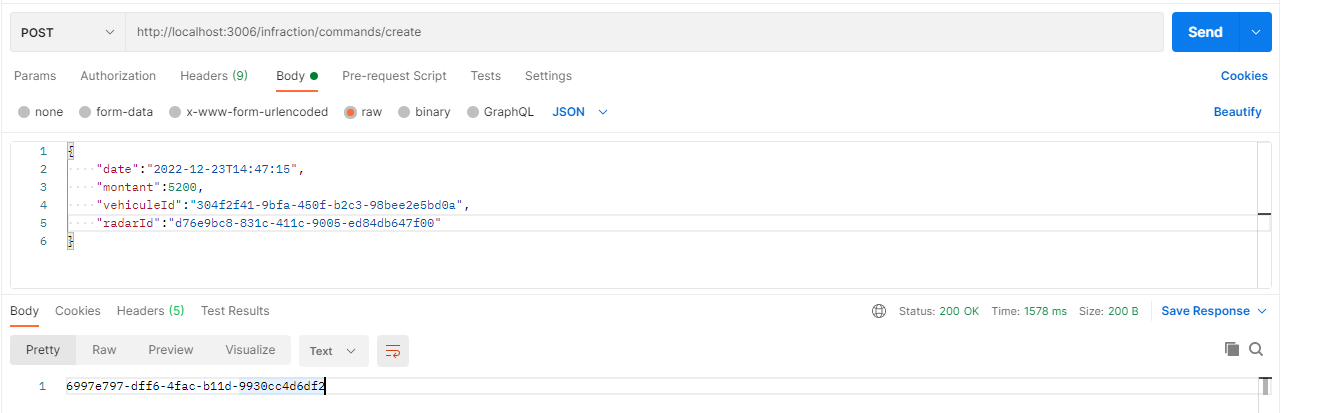 POST http://localhost:3006/infraction/commands/create Send
Params Authorization Headers (9) Body Pre-request Script Tests Settings Cookies
none form-data x-www-form-urlencoded raw binary GraphQL JSON Beautify
1 {
2 "date":"2022-12-23T14:47:15",
3 "montant":5200,
4 "vehiculeId":"304f2f41-9bfa-450f-b2c3-98bee2e5bd0a",
5 "radarId":"d76e9bc8-831c-411c-9005-ed84db647f00"
6 }
Body Cookies Headers (5) Test Results Status: 200 OK Time: 1578 ms Size: 200 B Save Response
Pretty Raw Preview Visualize Text
1 6997e797-dff6-4fac-b11d-9930cc4d6df2